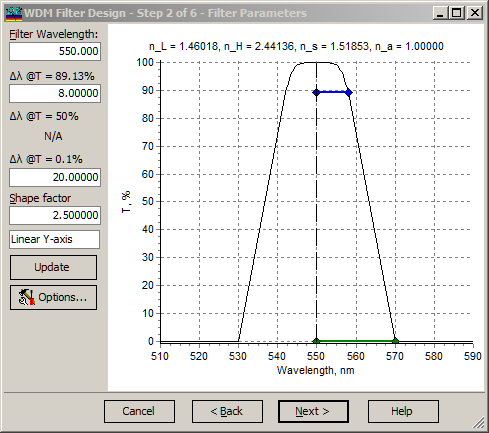 WDM Filter Design - Step 2 of 6 - Filter Parameters
Filter Wavelength:
550.000
Δλ @T = 89.13%
8.00000
Δλ @T = 50%
N/A
Δλ @T = 0.1%
20.00000
Shape factor
2.500000
Linear Y-axis
Update
Options...
n_L = 1.46018, n_H = 2.44136, n_s = 1.51853, n_a = 1.00000
T, %
100
90
80
70
60
50
40
30
20
10
0
510 520 530 540 550 560 570 580 590
Wavelength, nm
Cancel
< Back
Next >
Help